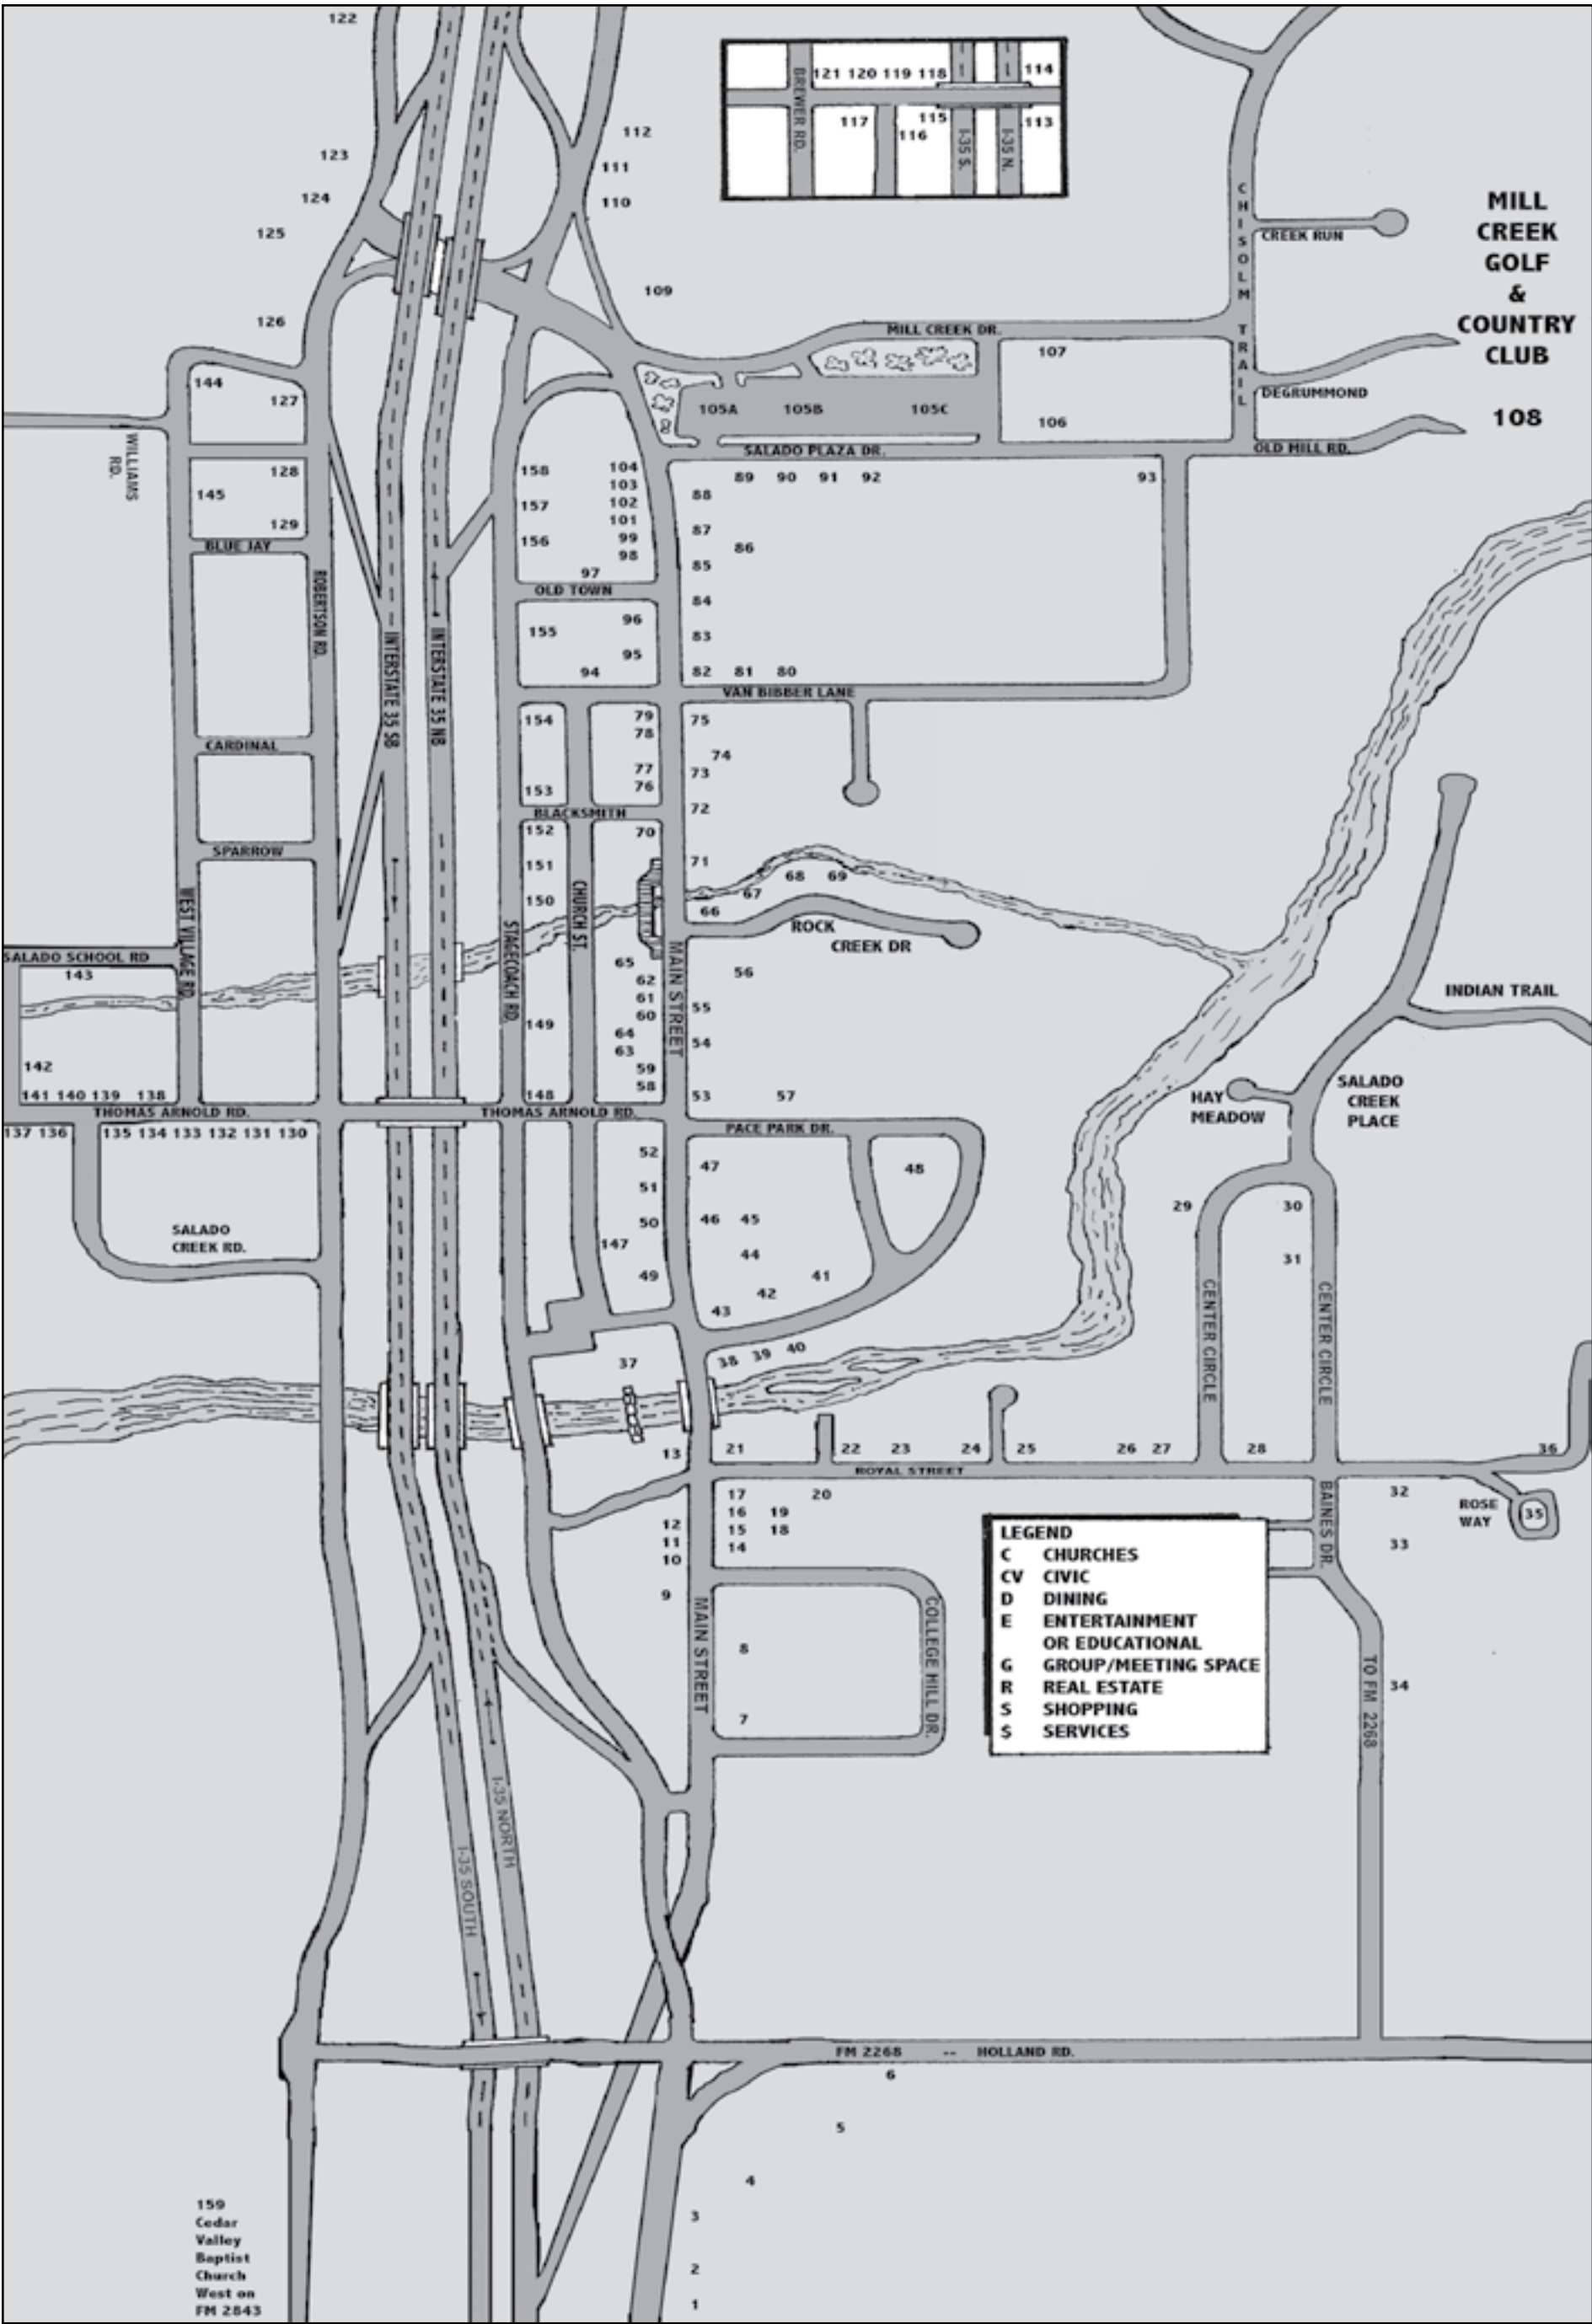 122
BREWER RD.
121 120 119 118
114
117
116
115
113
I-35 S.
I-35 N.
112
123
111
124
110
125
CHISOLM TRAIL
CREEK RUN
MILL
CREEK
GOLF
&
COUNTRY
CLUB
108
109
126
MILL CREEK DR.
107
144
127
DEGRUMMOND
105A
105B
105C
106
WILLIAMS
RD.
SALADO PLAZA DR.
OLD MILL RD.
128
145
129
158
104
103
102
157
101
99
156
98
97
88
89 90 91 92
93
87
86
85
BLUE JAY
ROBERTSON RD.
OLD TOWN
84
96
155
83
95
94
82 81 80
INTERSTATE 35 SB
INTERSTATE 35 NB
VAN BIBBER LANE
154
79
78
75
74
77
73
153
76
72
CARDINAL
BLACKSMITH
152
70
SPARROW
151
71
68 69
67
150
66
WEST VILLAGE RD.
STAGECOACH RD.
CHURCH ST.
MAIN STREET
ROCK
CREEK DR
SALADO SCHOOL RD
143
65
62
61
60
56
55
INDIAN TRAIL
149
64
63
54
142
59
58
141 140 139 138
148
53
57
HAY
MEADOW
SALADO
CREEK
PLACE
THOMAS ARNOLD RD.
THOMAS ARNOLD RD.
PACE PARK DR.
137 136
135 134 133 132 131 130
52
47
48
51
29
30
50
46 45
SALADO
CREEK RD.
147
44
31
49
41
42
43
CENTER CIRCLE
CENTER CIRCLE
37
38 39 40
13
21
22 23 24 25 26 27 28
36
ROYAL STREET
17
20
32
16 19
ROSE
WAY
35
12
15 18
11
14
33
10
BAINES DR.
9
MAIN STREET
COLLEGE HILL DR.
8
7
LEGEND
C CHURCHES
CV CIVIC
D DINING
E ENTERTAINMENT
OR EDUCATIONAL
G GROUP/MEETING SPACE
R REAL ESTATE
S SHOPPING
$ SERVICES
34
TO FM 2268
I-35 NORTH
I-35 SOUTH
FM 2268 -- HOLLAND RD.
6
5
4
3
2
1
159
Cedar
Valley
Baptist
Church
West on
FM 2843